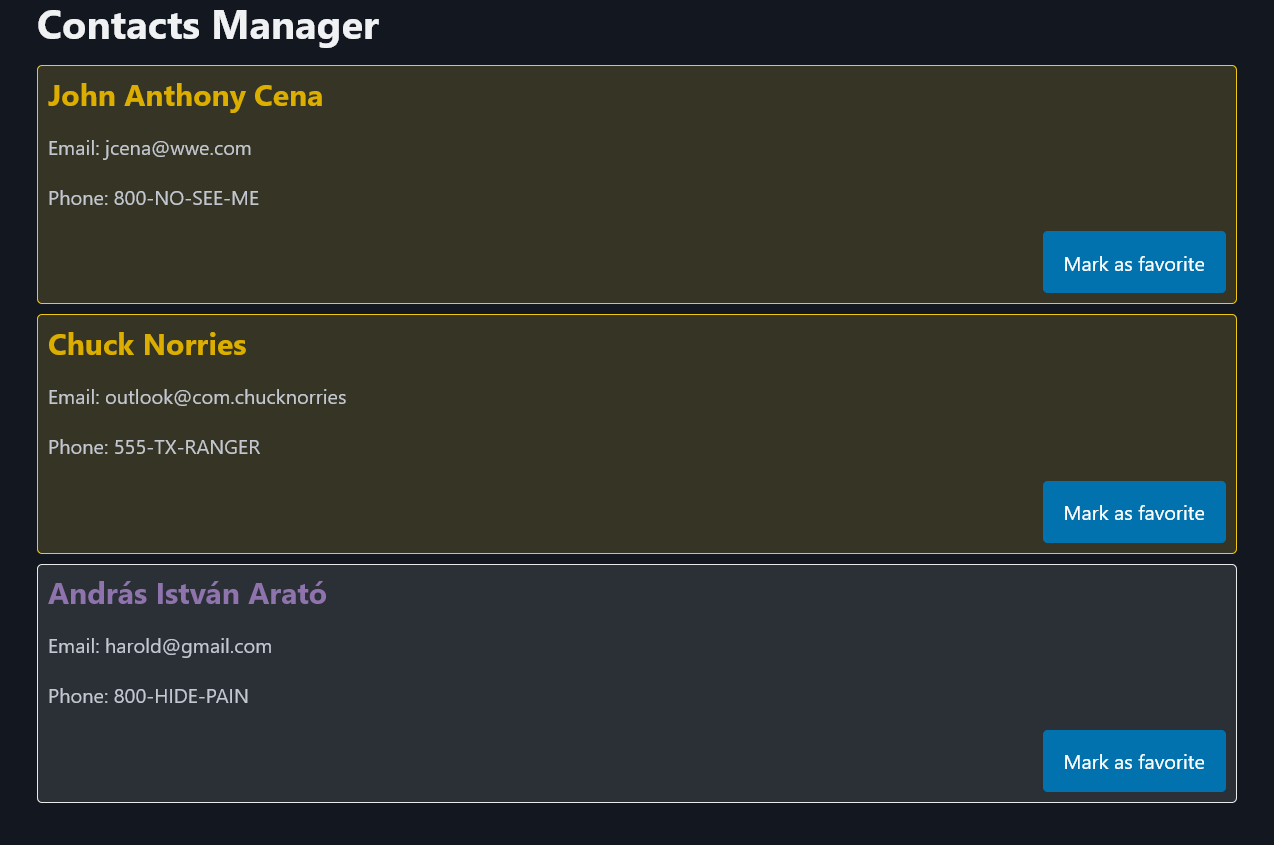 Contacts Manager
John Anthony Cena
Email: jcena@wwe.com
Phone: 800-NO-SEE-ME
Mark as favorite
Chuck Norries
Email: outlook@com.chucknorries
Phone: 555-TX-RANGER
Mark as favorite
András István Arató
Email: harold@gmail.com
Phone: 800-HIDE-PAIN
Mark as favorite